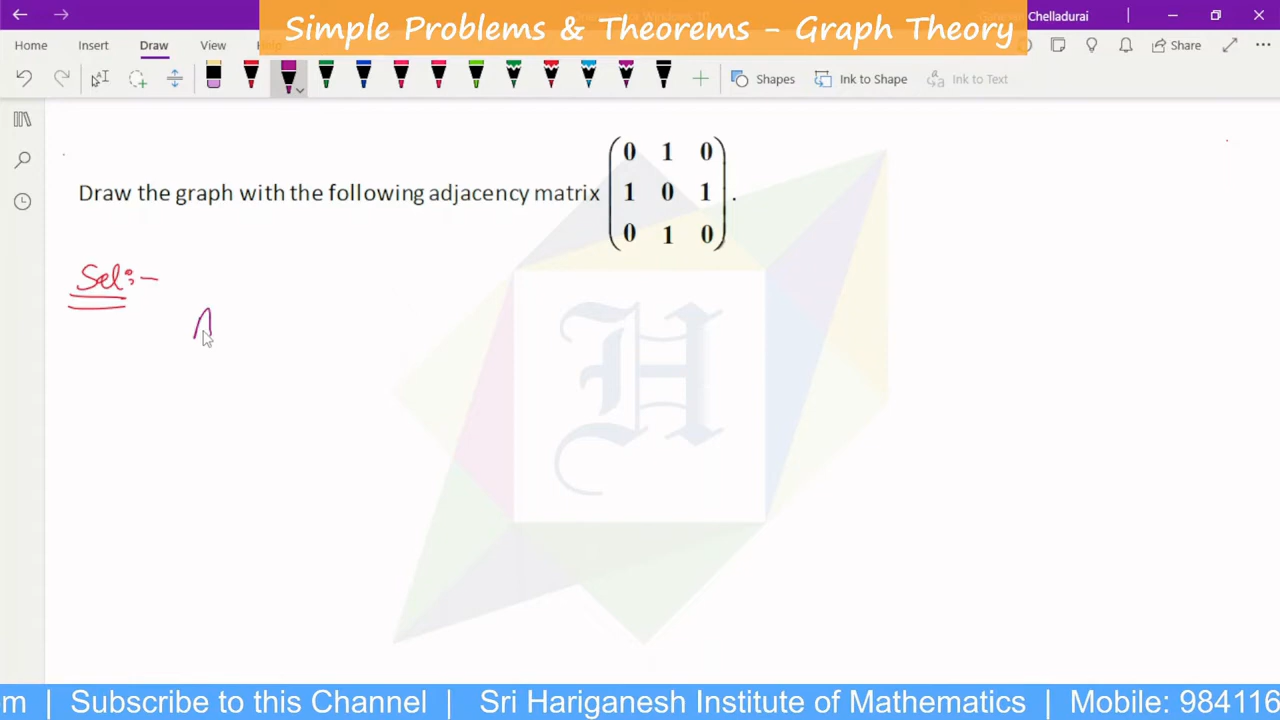 Simple Problems & Theorems - Graph Theory
Chelladurai
Home Insert Draw View
Shapes Ink to Shape Ink to Text Share
Draw the graph with the following adjacency matrix
0 1 0
1 0 1
0 1 0
.
Sol:-
A
H
m | Subscribe to this Channel | Sri Hariganesh Institute of Mathematics | Mobile: 984116